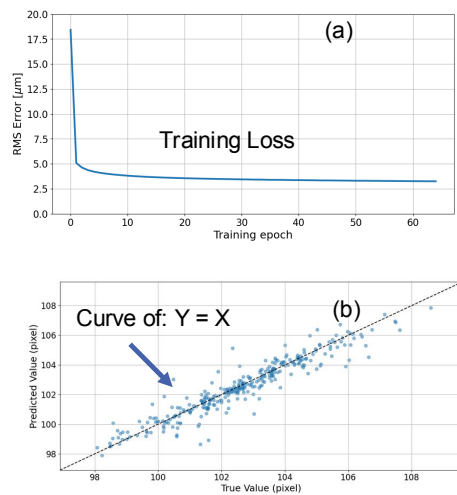 20.0
(a)
17.5
15.0
12.5
10.0
7.5
5.0
2.5
0.0
RMS Error [μm]
Training Loss
0 10 20 30 40 50 60
Training epoch
(b)
Curve of: Y = X
108
106
104
102
100
98
Predicted Value (pixel)
98 100 102 104 106 108
True Value (pixel)